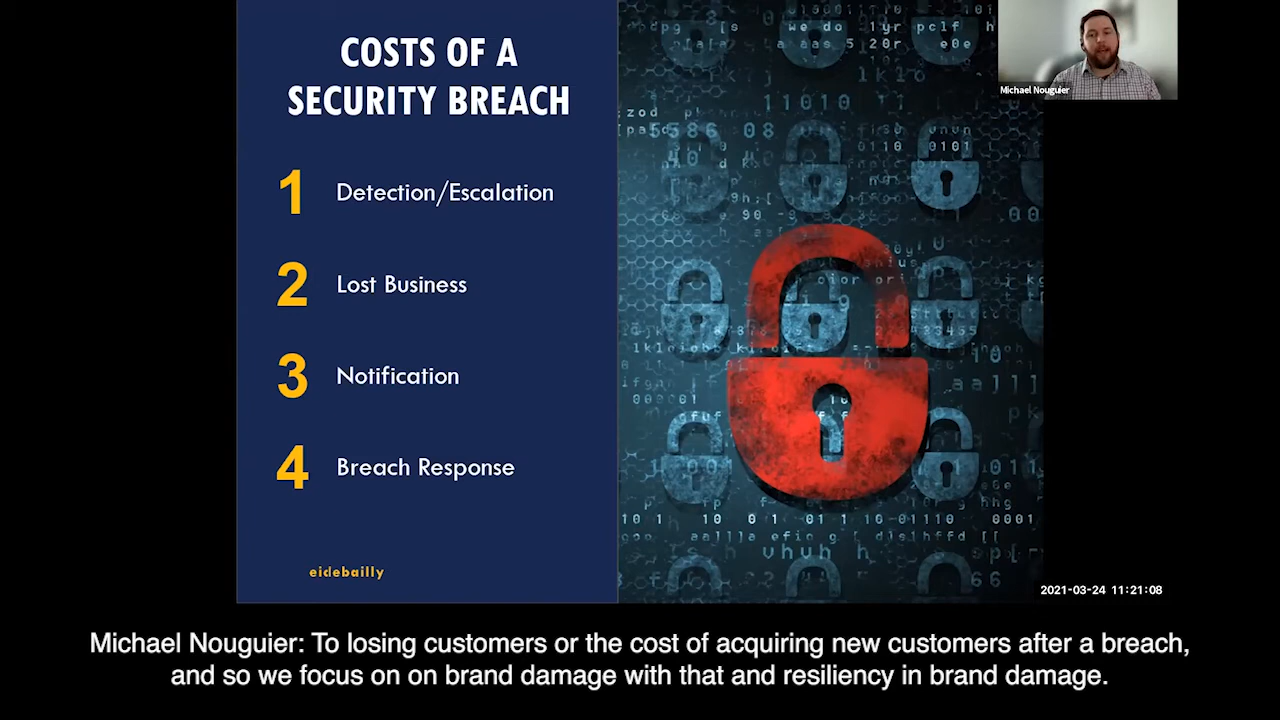 COSTS OF A
SECURITY BREACH
1 Detection/Escalation
2 Lost Business
3 Notification
4 Breach Response
eidebailly
Michael Nouguier
2021-03-24 11:21:08
Michael Nouguier: To losing customers or the cost of acquiring new customers after a breach,
and so we focus on on brand damage with that and resiliency in brand damage.